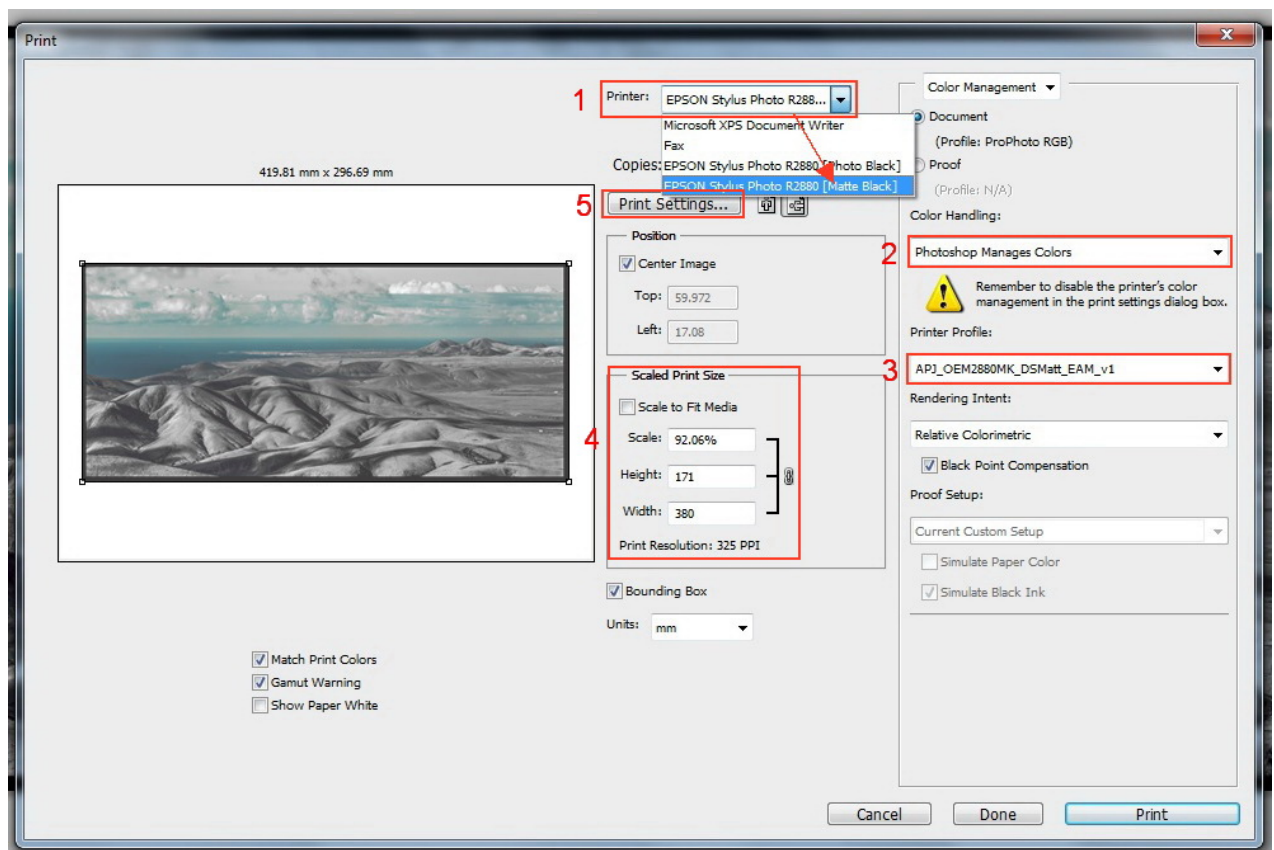 Print
419.81 mm x 296.69 mm
Match Print Colors
Gamut Warning
Show Paper White
1
Printer: EPSON Stylus Photo R288...
Microsoft XPS Document Writer
Fax
Copies: EPSON Stylus Photo R2880 [Photo Black]
EPSON Stylus Photo R2880 [Matte Black]
5
Print Settings...
Position
Center Image
Top: 59.972
Left: 17.08
4
Scaled Print Size
Scale to Fit Media
Scale: 92.06%
Height: 171
Width: 380
Print Resolution: 325 PPI
Bounding Box
Units: mm
Color Management
Document
(Profile: ProPhoto RGB)
Proof
(Profile: N/A)
Color Handling:
2
Photoshop Manages Colors
Remember to disable the printer's color
management in the print settings dialog box.
Printer Profile:
3
APJ_OEM2880MK_DSMatt_EAM_v1
Rendering Intent:
Relative Colorimetric
Black Point Compensation
Proof Setup:
Current Custom Setup
Simulate Paper Color
Simulate Black Ink
Cancel
Done
Print